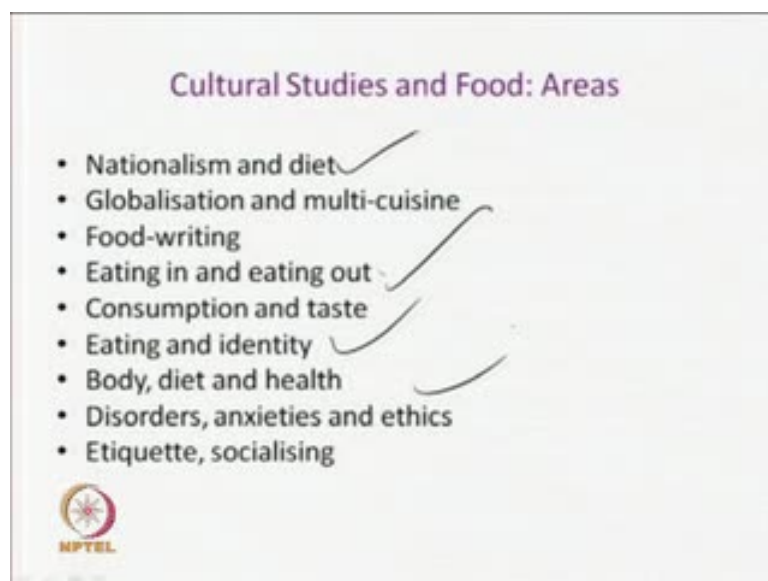 Cultural Studies and Food: Areas
• Nationalism and diet
• Globalisation and multi-cuisine
• Food-writing
• Eating in and eating out
• Consumption and taste
• Eating and identity
• Body, diet and health
• Disorders, anxieties and ethics
• Etiquette, socialising
NPTEL